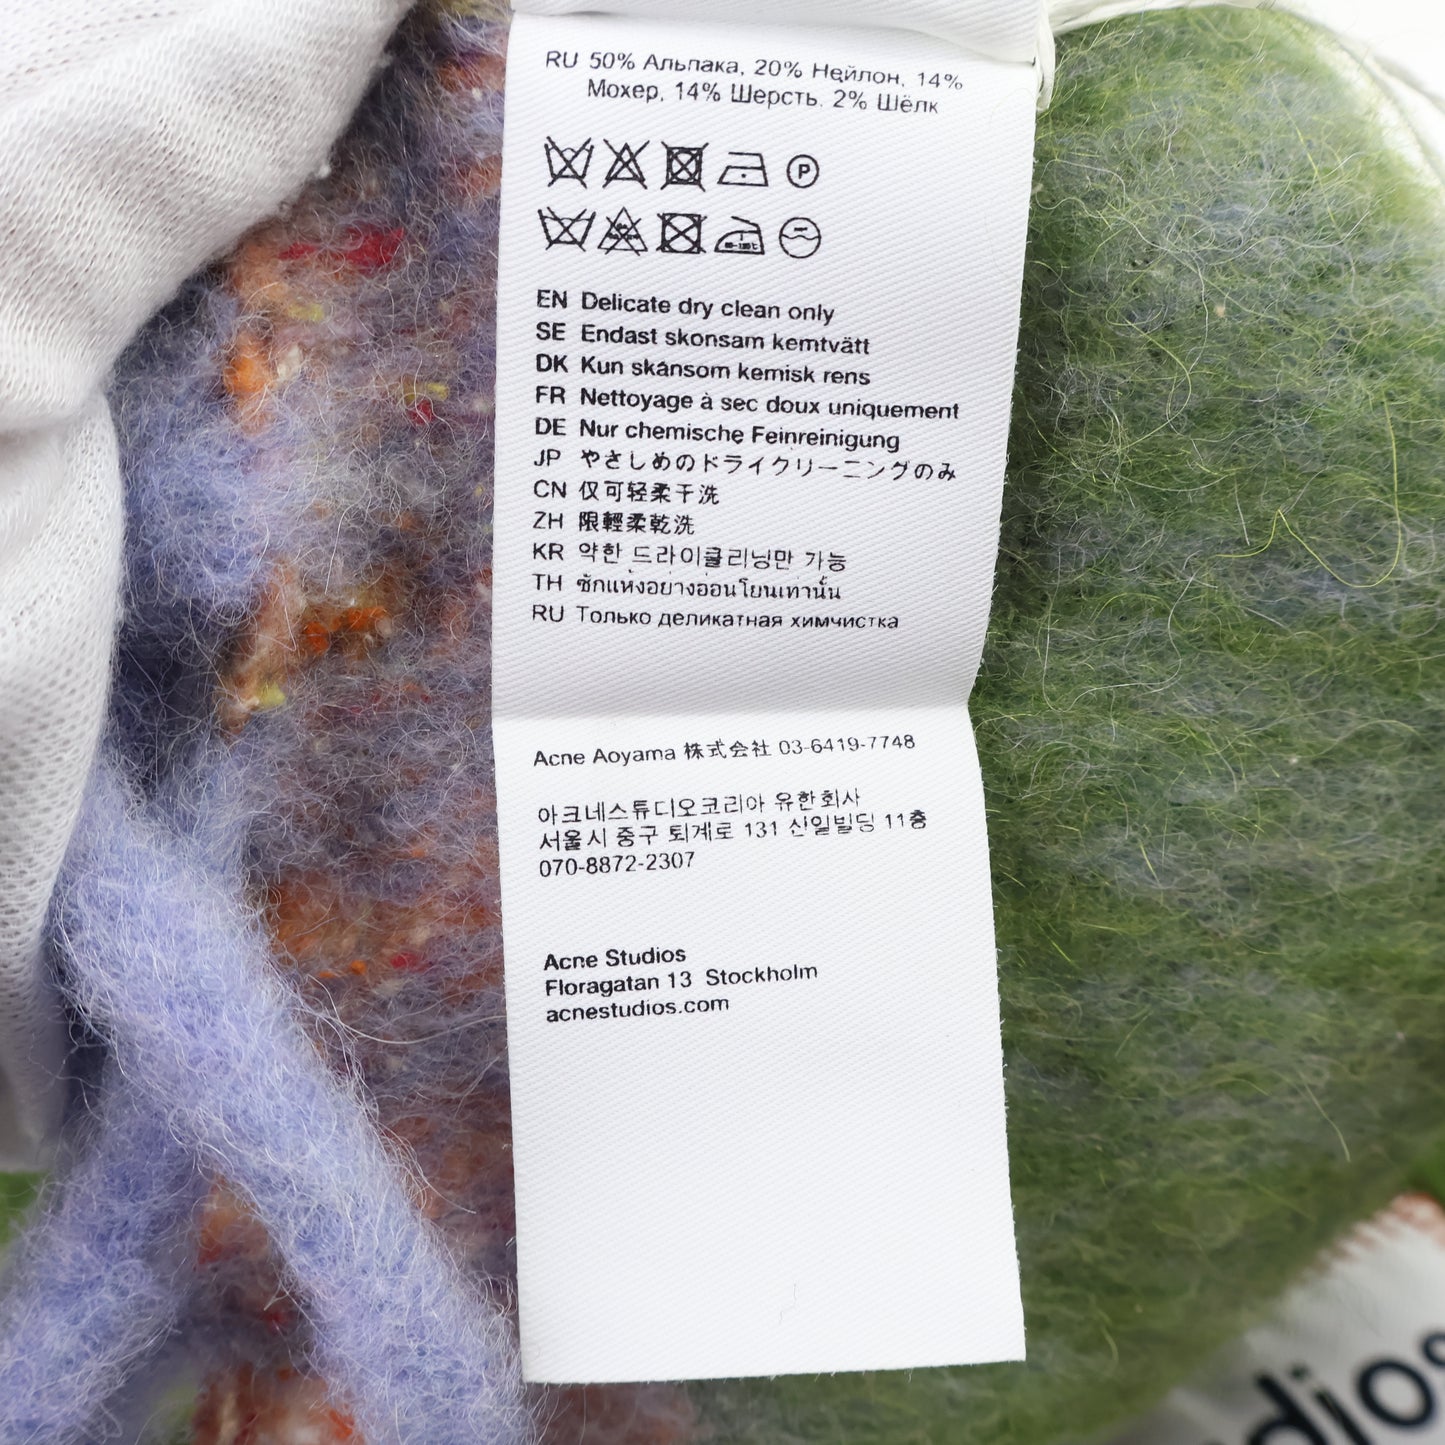 RU 50% Альпака, 20% Нейлон, 14%
Мохер, 14% Шерсть. 2% Шёлк
P
EN Delicate dry clean only
SE Endast skonsam kemtvätt
DK Kun skånsom kemisk rens
FR Nettoyage à sec doux uniquement
DE Nur chemische Feinreinigung
JP やさしめのドライクリーニングのみ
CN 仅可轻柔干洗
ZH 限輕柔乾洗
KR 약한 드라이클리닝만 가능
TH ซักแห้งอย่างอ่อนโยนเท่านั้น
RU Только деликатная химчистка
Acne Aoyama 株式会社 03-6419-7748
아크네스튜디오코리아 유한회사
서울시 중구 퇴계로 131 신일빌딩 11층
070-8872-2307
Acne Studios
Floragatan 13 Stockholm
acnestudios.com
dios